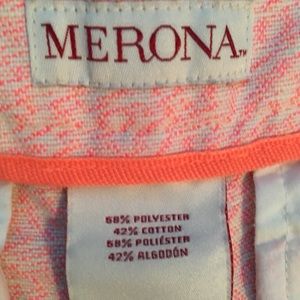 MERONA™
58% POLYESTER
42% COTTON
58% POLIÉSTER
42% ALGODÓN